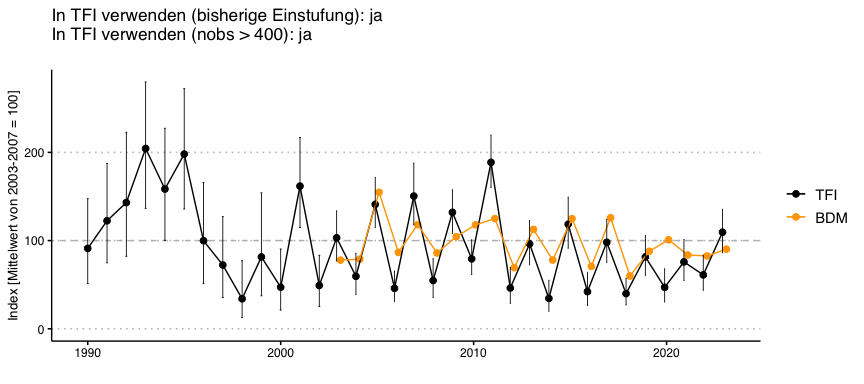 In TFI verwenden (bisherige Einstufung): ja
In TFI verwenden (nobs > 400): ja
Index [Mittelwert von 2003-2007 = 100]
200
100
0
1990
2000
2010
2020
TFI
BDM